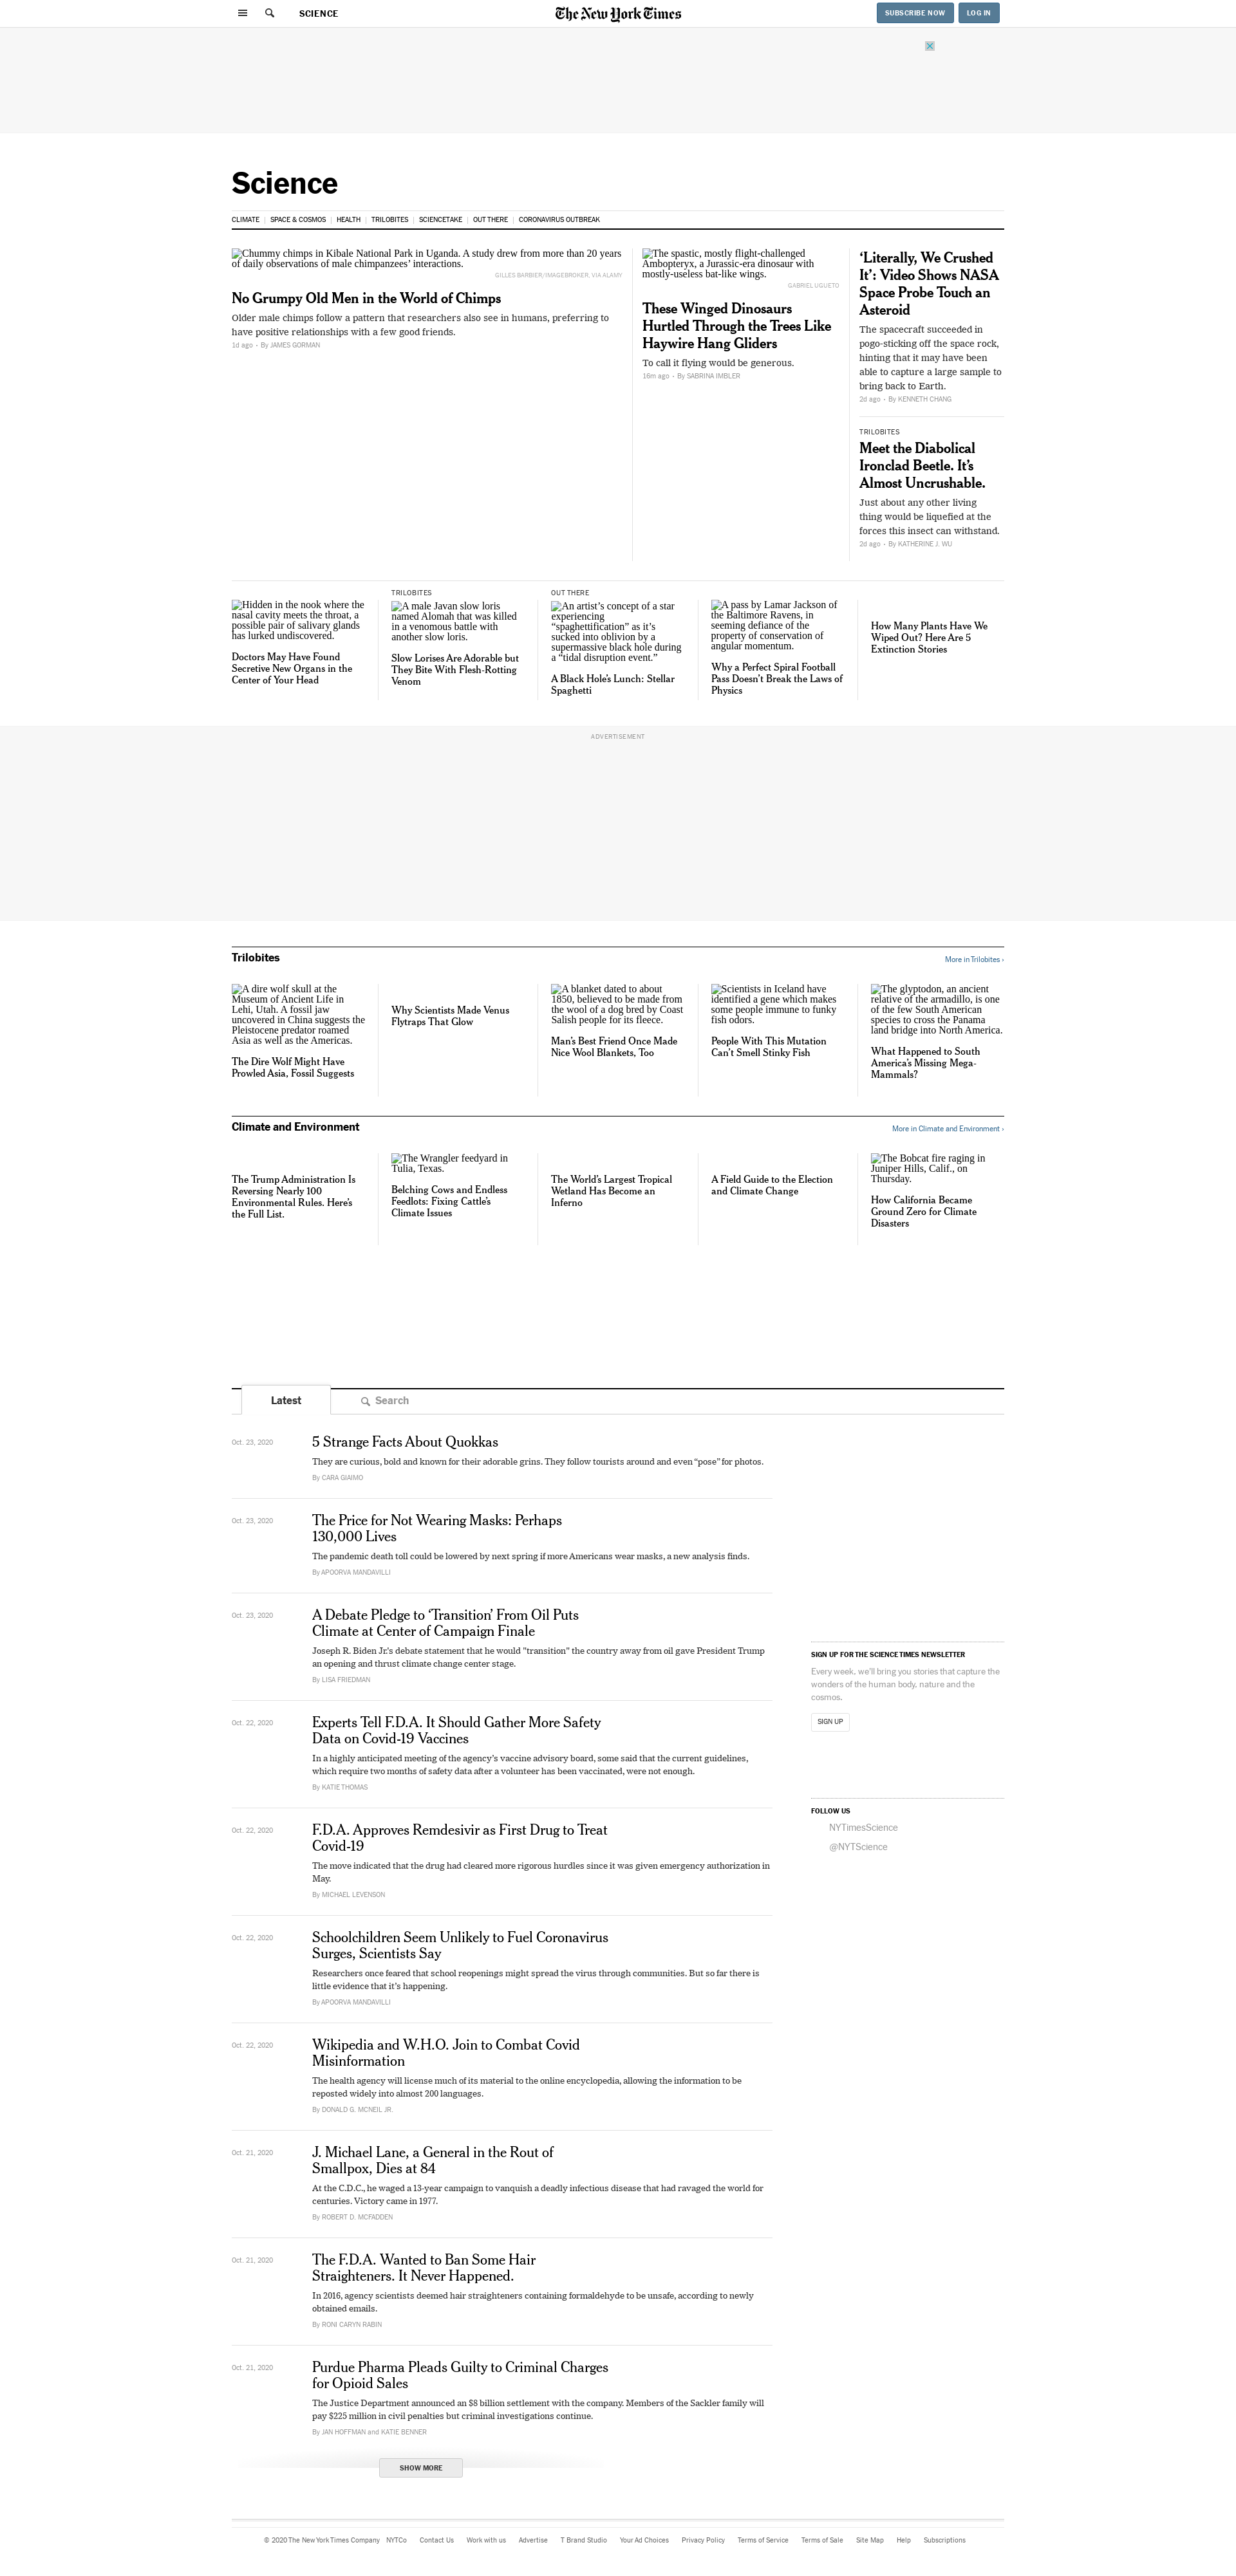 SCIENCE
The New York Times
SUBSCRIBE NOW
LOG IN
Science
CLIMATE
SPACE & COSMOS
HEALTH
TRILOBITES
SCIENCETAKE
OUT THERE
CORONAVIRUS OUTBREAK
Chummy chimps in Kibale National Park in Uganda. A study drew from more than 20 years
of daily observations of male chimpanzees’ interactions.
GILLES BARBIER/IMAGEBROKER, VIA ALAMY
No Grumpy Old Men in the World of Chimps
Older male chimps follow a pattern that researchers also see in humans, preferring to
have positive relationships with a few good friends.
1d ago • By JAMES GORMAN
The spastic, mostly flight-challenged
Ambopteryx, a Jurassic-era dinosaur with
mostly-useless bat-like wings.
GABRIEL UGUETO
These Winged Dinosaurs
Hurtled Through the Trees Like
Haywire Hang Gliders
To call it flying would be generous.
16m ago • By SABRINA IMBLER
‘Literally, We Crushed
It’: Video Shows NASA
Space Probe Touch an
Asteroid
The spacecraft succeeded in
pogo-sticking off the space rock,
hinting that it may have been
able to capture a large sample to
bring back to Earth.
2d ago • By KENNETH CHANG
TRILOBITES
Meet the Diabolical
Ironclad Beetle. It’s
Almost Uncrushable.
Just about any other living
thing would be liquefied at the
forces this insect can withstand.
2d ago • By KATHERINE J. WU
Hidden in the nook where the
nasal cavity meets the throat, a
possible pair of salivary glands
has lurked undiscovered.
Doctors May Have Found
Secretive New Organs in the
Center of Your Head
TRILOBITES
A male Javan slow loris
named Alomah that was killed
in a venomous battle with
another slow loris.
Slow Lorises Are Adorable but
They Bite With Flesh-Rotting
Venom
OUT THERE
An artist’s concept of a star
experiencing
“spaghettification” as it’s
sucked into oblivion by a
supermassive black hole during
a “tidal disruption event.”
A Black Hole’s Lunch: Stellar
Spaghetti
A pass by Lamar Jackson of
the Baltimore Ravens, in
seeming defiance of the
property of conservation of
angular momentum.
Why a Perfect Spiral Football
Pass Doesn’t Break the Laws of
Physics
How Many Plants Have We
Wiped Out? Here Are 5
Extinction Stories
ADVERTISEMENT
Trilobites
More in Trilobites ›
A dire wolf skull at the
Museum of Ancient Life in
Lehi, Utah. A fossil jaw
uncovered in China suggests the
Pleistocene predator roamed
Asia as well as the Americas.
The Dire Wolf Might Have
Prowled Asia, Fossil Suggests
Why Scientists Made Venus
Flytraps That Glow
A blanket dated to about
1850, believed to be made from
the wool of a dog bred by Coast
Salish people for its fleece.
Man’s Best Friend Once Made
Nice Wool Blankets, Too
Scientists in Iceland have
identified a gene which makes
some people immune to funky
fish odors.
People With This Mutation
Can’t Smell Stinky Fish
The glyptodon, an ancient
relative of the armadillo, is one
of the few South American
species to cross the Panama
land bridge into North America.
What Happened to South
America’s Missing Mega-
Mammals?
Climate and Environment
More in Climate and Environment ›
The Trump Administration Is
Reversing Nearly 100
Environmental Rules. Here’s
the Full List.
The Wrangler feedyard in
Tulia, Texas.
Belching Cows and Endless
Feedlots: Fixing Cattle’s
Climate Issues
The World’s Largest Tropical
Wetland Has Become an
Inferno
A Field Guide to the Election
and Climate Change
The Bobcat fire raging in
Juniper Hills, Calif., on
Thursday.
How California Became
Ground Zero for Climate
Disasters
Latest
Search
Oct. 23, 2020
5 Strange Facts About Quokkas
They are curious, bold and known for their adorable grins. They follow tourists around and even “pose” for photos.
By CARA GIAIMO
Oct. 23, 2020
The Price for Not Wearing Masks: Perhaps
130,000 Lives
The pandemic death toll could be lowered by next spring if more Americans wear masks, a new analysis finds.
By APOORVA MANDAVILLI
Oct. 23, 2020
A Debate Pledge to ‘Transition’ From Oil Puts
Climate at Center of Campaign Finale
Joseph R. Biden Jr.'s debate statement that he would "transition" the country away from oil gave President Trump
an opening and thrust climate change center stage.
By LISA FRIEDMAN
Oct. 22, 2020
Experts Tell F.D.A. It Should Gather More Safety
Data on Covid-19 Vaccines
In a highly anticipated meeting of the agency’s vaccine advisory board, some said that the current guidelines,
which require two months of safety data after a volunteer has been vaccinated, were not enough.
By KATIE THOMAS
Oct. 22, 2020
F.D.A. Approves Remdesivir as First Drug to Treat
Covid-19
The move indicated that the drug had cleared more rigorous hurdles since it was given emergency authorization in
May.
By MICHAEL LEVENSON
Oct. 22, 2020
Schoolchildren Seem Unlikely to Fuel Coronavirus
Surges, Scientists Say
Researchers once feared that school reopenings might spread the virus through communities. But so far there is
little evidence that it’s happening.
By APOORVA MANDAVILLI
Oct. 22, 2020
Wikipedia and W.H.O. Join to Combat Covid
Misinformation
The health agency will license much of its material to the online encyclopedia, allowing the information to be
reposted widely into almost 200 languages.
By DONALD G. MCNEIL JR.
Oct. 21, 2020
J. Michael Lane, a General in the Rout of
Smallpox, Dies at 84
At the C.D.C., he waged a 13-year campaign to vanquish a deadly infectious disease that had ravaged the world for
centuries. Victory came in 1977.
By ROBERT D. MCFADDEN
Oct. 21, 2020
The F.D.A. Wanted to Ban Some Hair
Straighteners. It Never Happened.
In 2016, agency scientists deemed hair straighteners containing formaldehyde to be unsafe, according to newly
obtained emails.
By RONI CARYN RABIN
Oct. 21, 2020
Purdue Pharma Pleads Guilty to Criminal Charges
for Opioid Sales
The Justice Department announced an $8 billion settlement with the company. Members of the Sackler family will
pay $225 million in civil penalties but criminal investigations continue.
By JAN HOFFMAN and KATIE BENNER
SHOW MORE
SIGN UP FOR THE SCIENCE TIMES NEWSLETTER
Every week, we'll bring you stories that capture the
wonders of the human body, nature and the
cosmos.
SIGN UP
FOLLOW US
NYTimesScience
@NYTScience
© 2020 The New York Times Company
NYTCo
Contact Us
Work with us
Advertise
T Brand Studio
Your Ad Choices
Privacy Policy
Terms of Service
Terms of Sale
Site Map
Help
Subscriptions